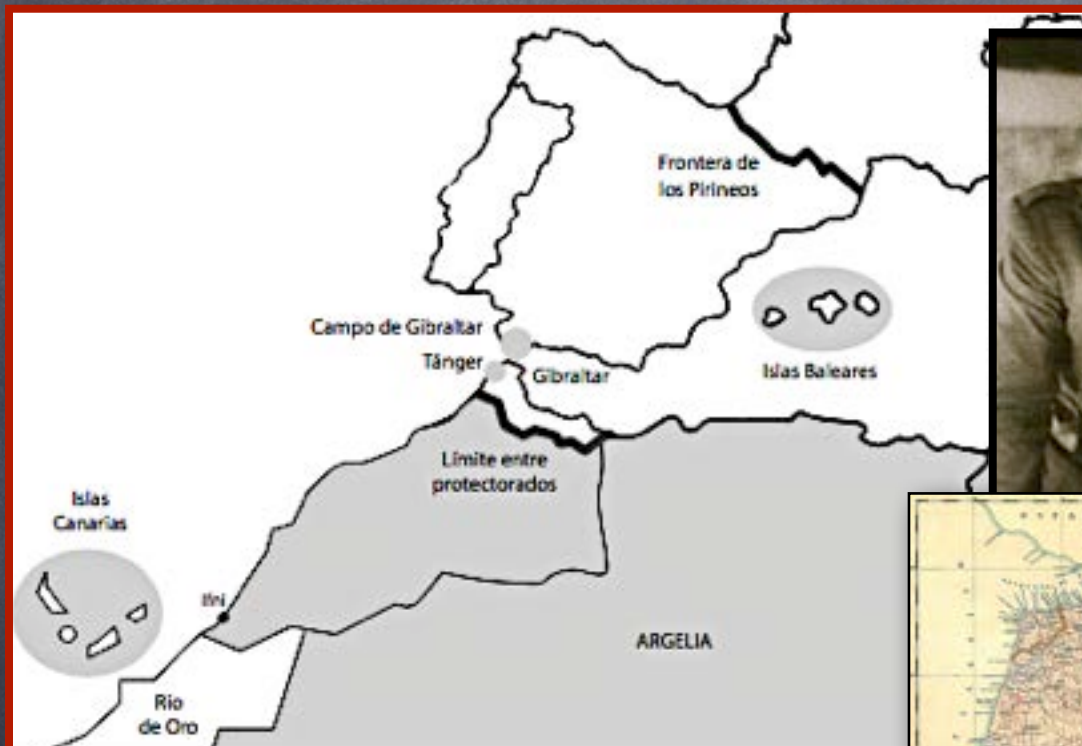 Frontera de
los Pirineos
Campo de Gibraltar
Tánger
Gibraltar
Islas Baleares
Límite entre
protectorados
Islas
Canarias
Ifni
ARGELIA
Río
de Oro